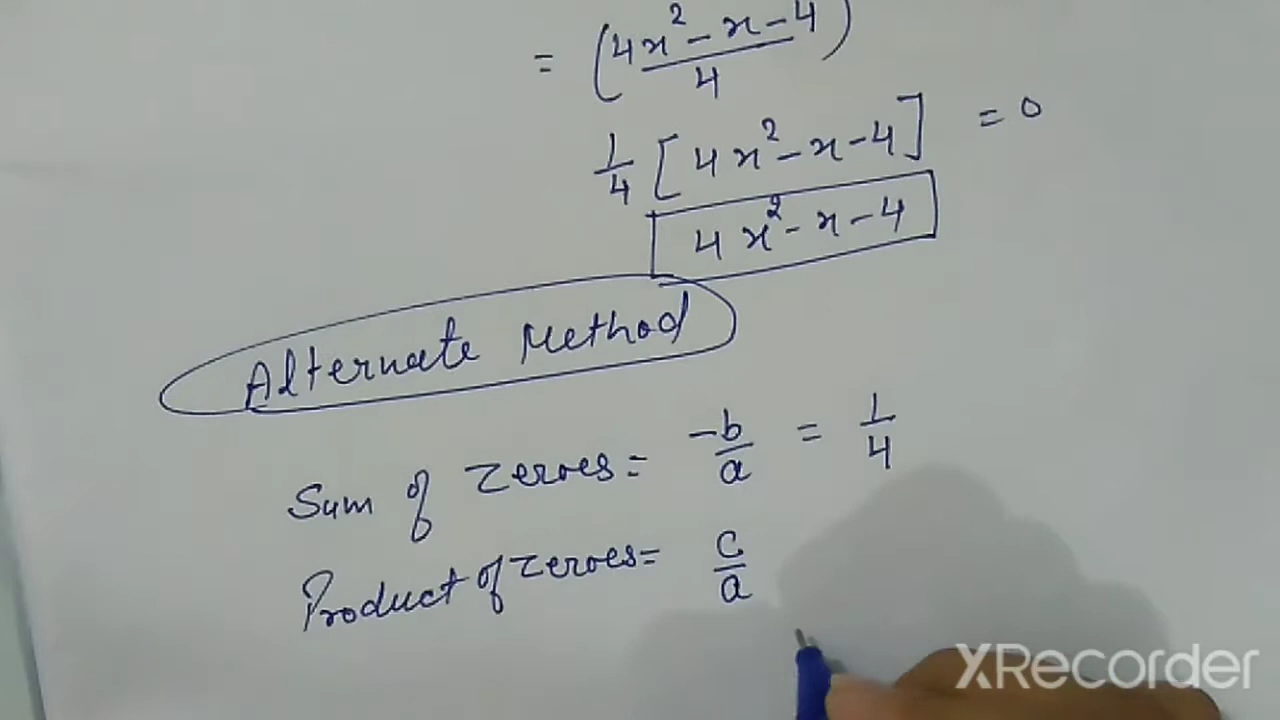 = (4x² - x - 4 / 4)
1/4 [4x² - x - 4] = 0
4x² - x - 4
Alternate Method
Sum of zeroes = -b/a = 1/4
Product of zeroes = c/a
XRecorder